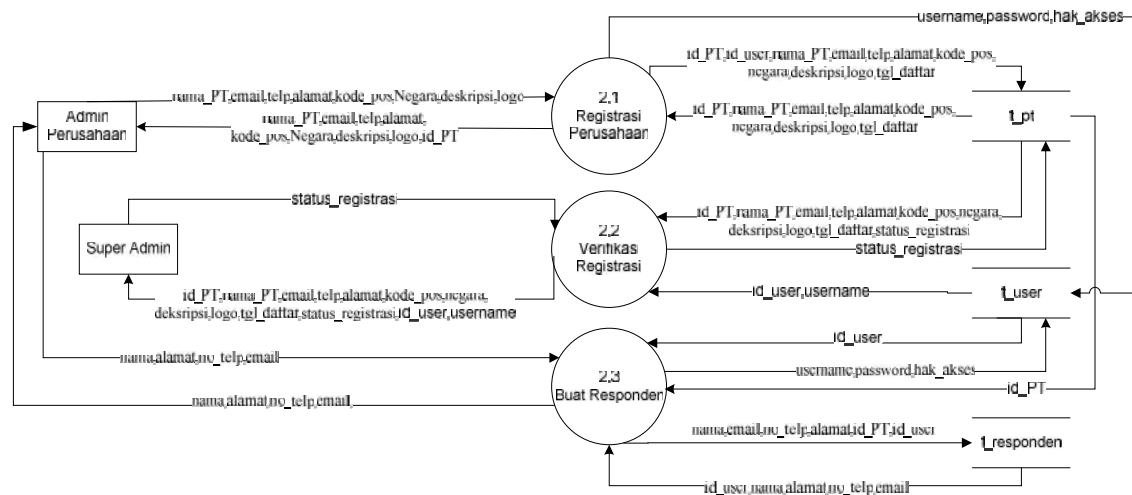 username,password,hak_akses
id_PT,id_user,nama_PT,email,telp,alamat,kode_pos,
negara,deskripsi,logo,tgl_daftar
nama_PT,email,telp,alamat,kode_pos,Negara,deskripsi,logo
Admin
Perusahaan
nama_PT,email,telp,alamat,
kode_pos,Negara,deskripsi,logo,id_PT
2.1
Registrasi
Perusahaan
id_PT,nama_PT,email,telp,alamat,kode_pos,
negara,deskripsi,logo,tgl_daftar
t_pt
status_registrasi
Super Admin
2.2
Verifikas
Registrasi
id_PT,nama_PT,email,telp,alamat,kode_pos,negara,
deksripsi,logo,tgl_daftar,status_registrasi
status_registrasi
id_PT,nama_PT,email,telp,alamat,kode_pos,negara,
deksripsi,logo,tgl_daftar,status_registrasi,id_user,username
id_user,username
t_user
id_user
nama,alamat,no_telp,email
2.3
Buat Responden
username,password,hak_akses
id_PT
nama,alamat,no_telp,email,
nama,email,no_telp,alamat,id_PT,id_user
t_responden
id_user,nama,alamat,no_telp,email